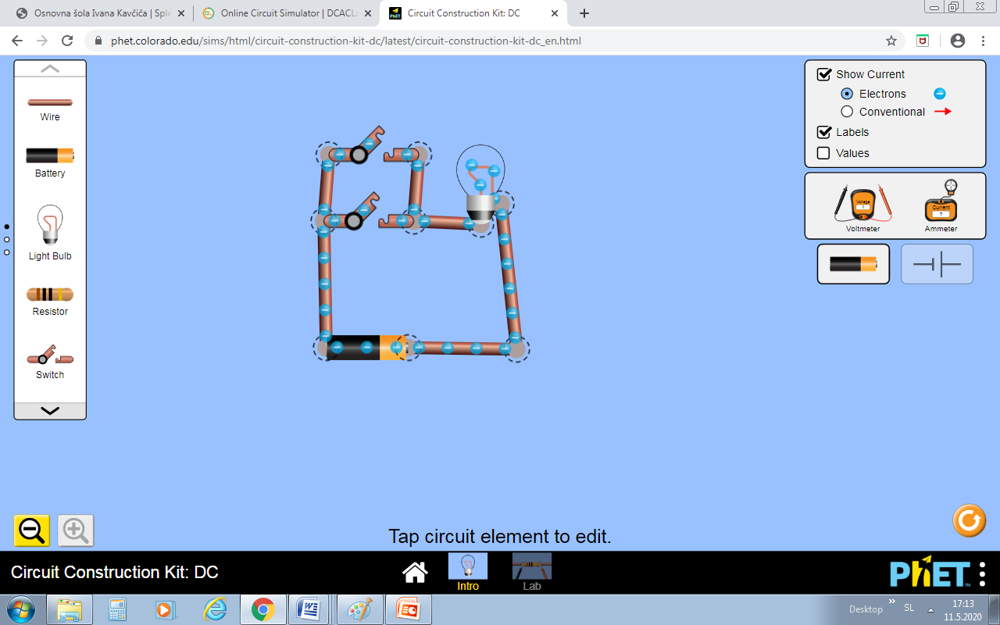 Osnovna šola Ivana Kavčiča | Sple
Online Circuit Simulator | DCACL
Circuit Construction Kit: DC
phet.colorado.edu/sims/html/circuit-construction-kit-dc/latest/circuit-construction-kit-dc_en.html
Wire
Battery
Light Bulb
Resistor
Switch
Show Current
Electrons
Conventional
Labels
Values
Voltage
?
Voltmeter
Current
?
Ammeter
Tap circuit element to edit.
Circuit Construction Kit: DC
Intro
Lab
PhET
Desktop
»
SL
17:13
11.5.2020